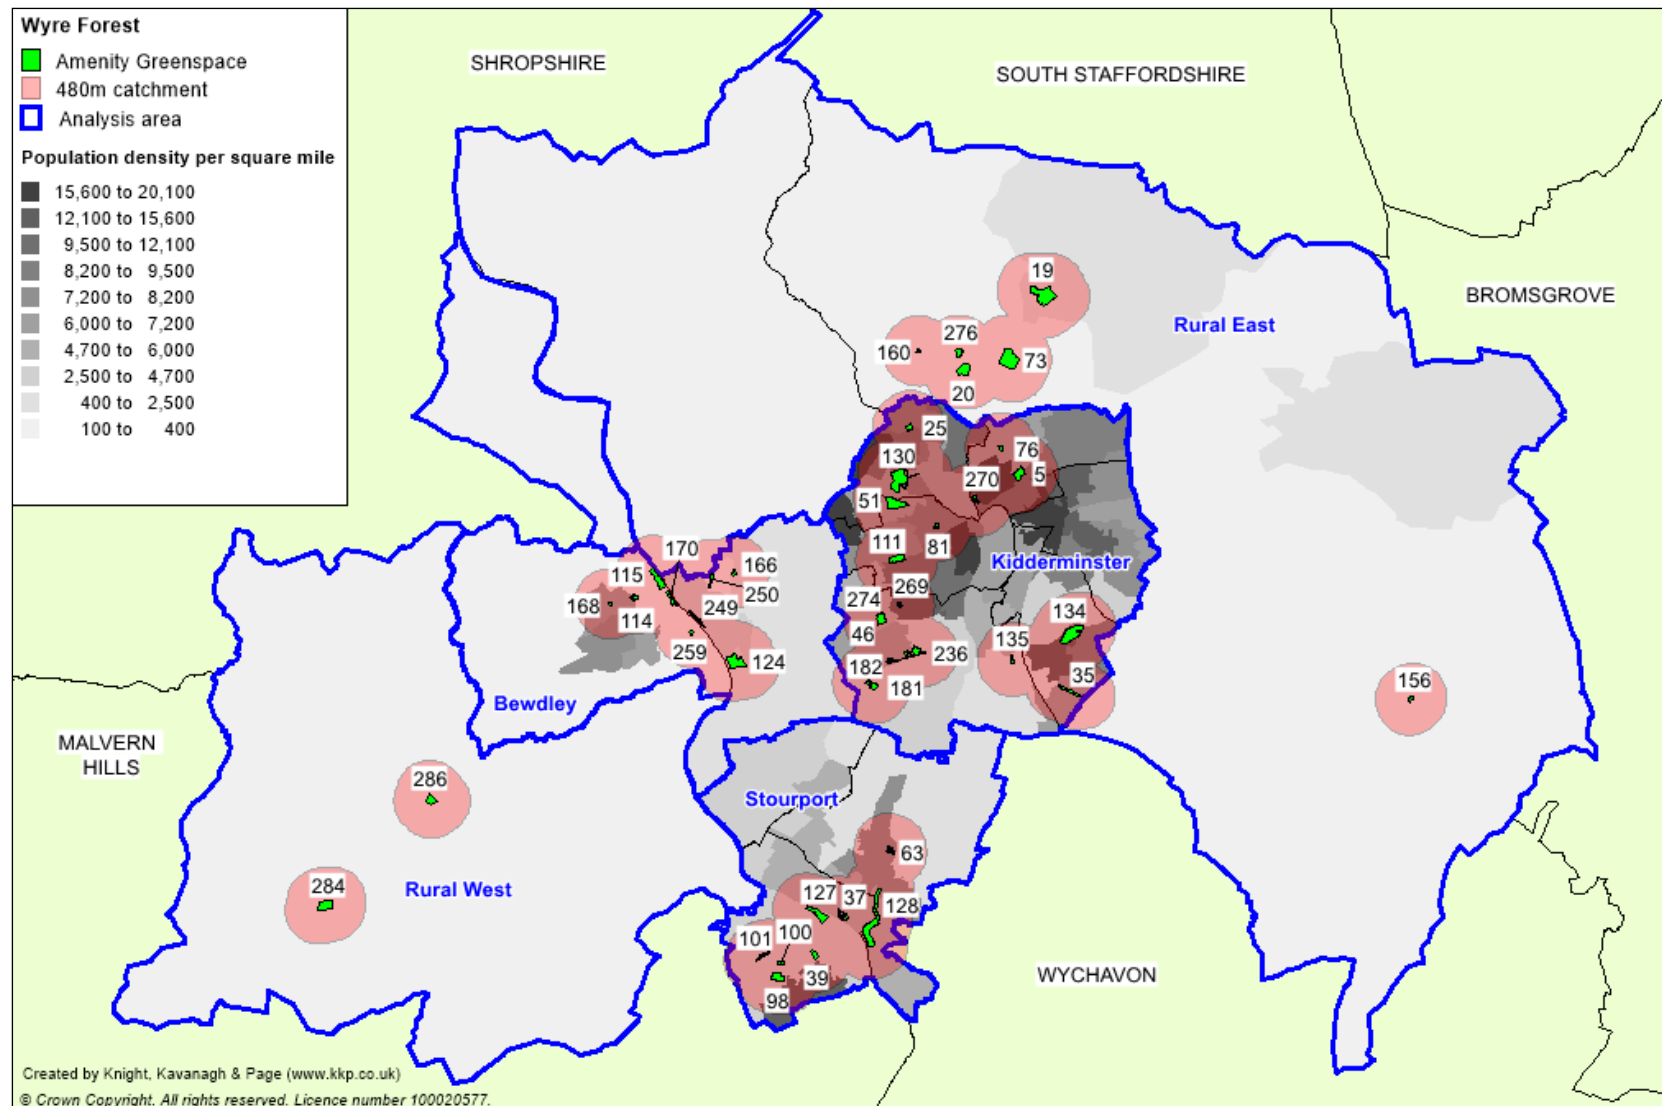 Wyre Forest
Amenity Greenspace
480m catchment
Analysis area
Population density per square mile
15,600 to 20,100
12,100 to 15,600
9,500 to 12,100
8,200 to 9,500
7,200 to 8,200
6,000 to 7,200
4,700 to 6,000
2,500 to 4,700
400 to 2,500
100 to 400
SHROPSHIRE
SOUTH STAFFORDSHIRE
BROMSGROVE
19
Rural East
276
160
73
20
25
76
130
5
270
51
111
81
Kidderminster
170
115
166
250
168
114
249
259
124
269
274
46
134
135
236
182
181
35
156
Bewdley
MALVERN
HILLS
286
Stourport
63
284
Rural West
127
37
128
101
100
39
98
WYCHAVON
Created by Knight, Kavanagh & Page (www.kkp.co.uk)
© Crown Copyright. All rights reserved. Licence number 100020577.